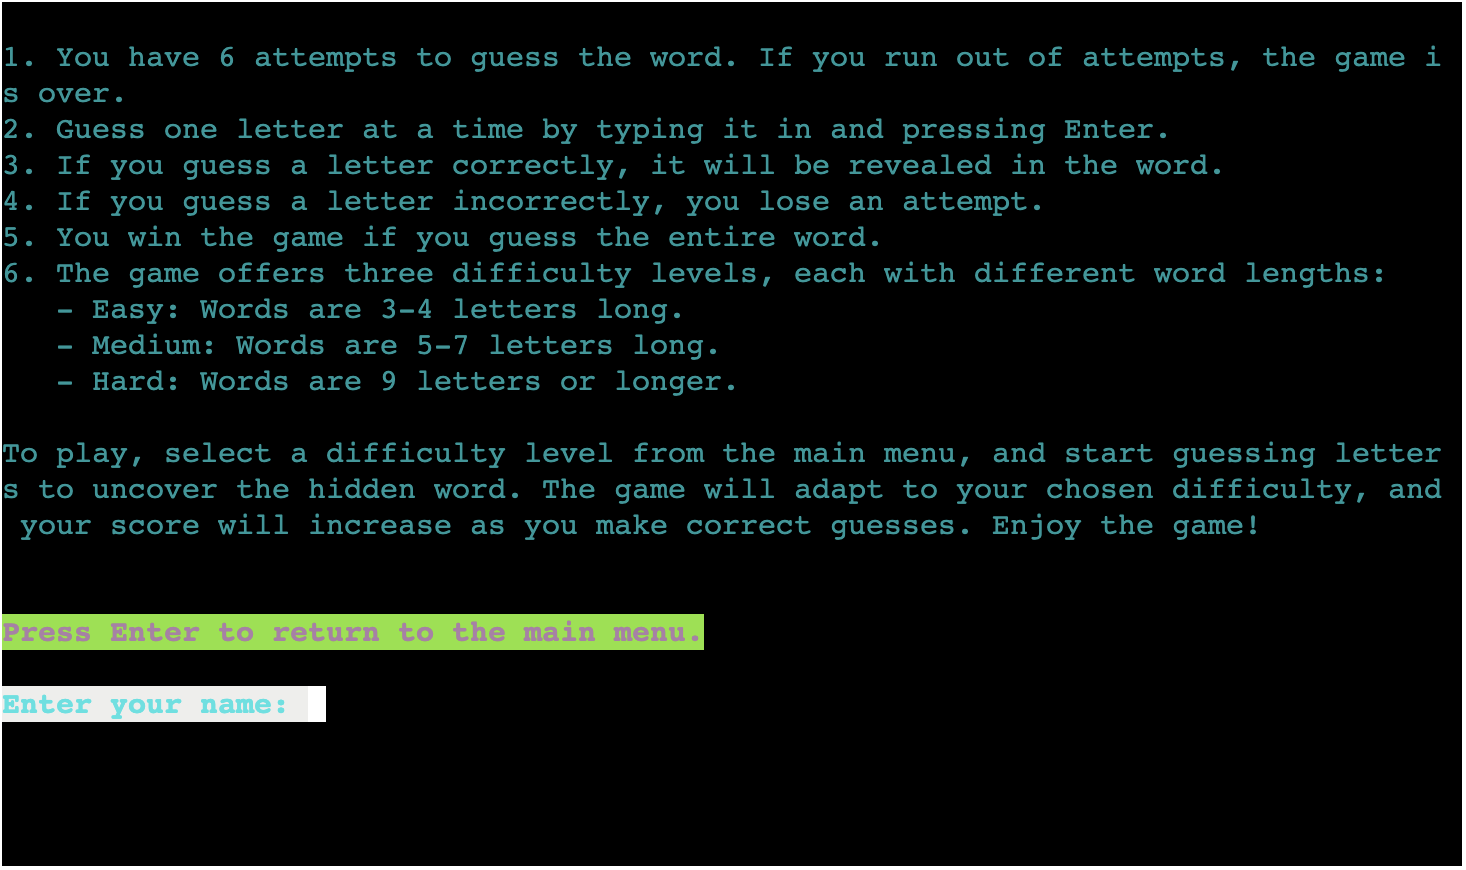 1. You have 6 attempts to guess the word. If you run out of attempts, the game i
s over.
2. Guess one letter at a time by typing it in and pressing Enter.
3. If you guess a letter correctly, it will be revealed in the word.
4. If you guess a letter incorrectly, you lose an attempt.
5. You win the game if you guess the entire word.
6. The game offers three difficulty levels, each with different word lengths:
   - Easy: Words are 3-4 letters long.
   - Medium: Words are 5-7 letters long.
   - Hard: Words are 9 letters or longer.
To play, select a difficulty level from the main menu, and start guessing letter
s to uncover the hidden word. The game will adapt to your chosen difficulty, and
 your score will increase as you make correct guesses. Enjoy the game!
Press Enter to return to the main menu.
Enter your name: